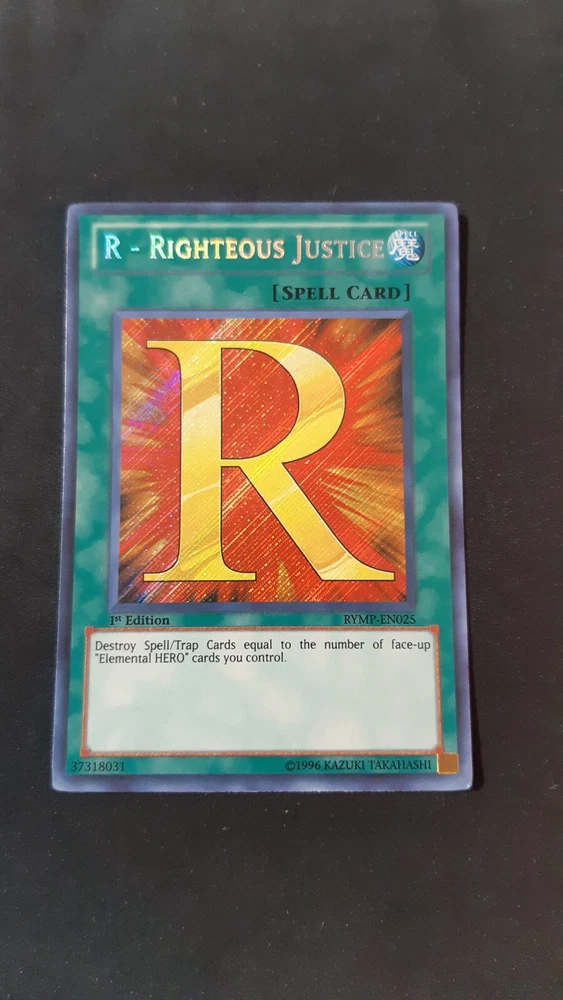 R - Righteous Justice
SPELL
魔
[Spell Card]
R
1st Edition
RYMP-EN025
Destroy Spell/Trap Cards equal to the number of face-up
"Elemental HERO" cards you control.
37318031
©1996 KAZUKI TAKAHASHI